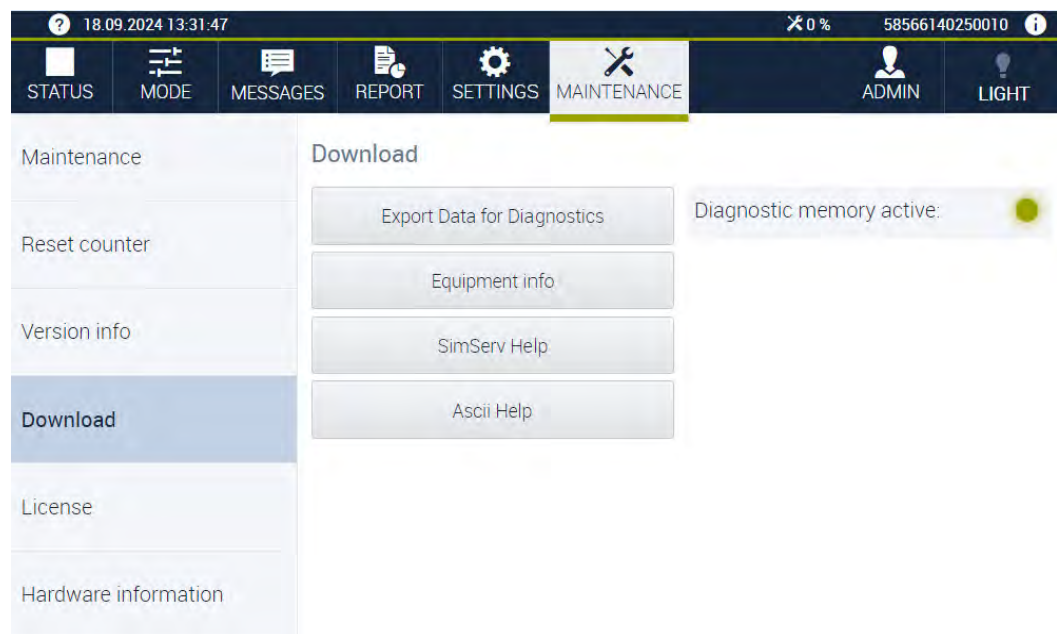 ? 18.09.2024 13:31:47 0 % 58566140250010 i
STATUS MODE MESSAGES REPORT SETTINGS MAINTENANCE ADMIN LIGHT
Maintenance
Reset counter
Version info
Download
License
Hardware information
Download
Export Data for Diagnostics
Equipment info
SimServ Help
Ascii Help
Diagnostic memory active: